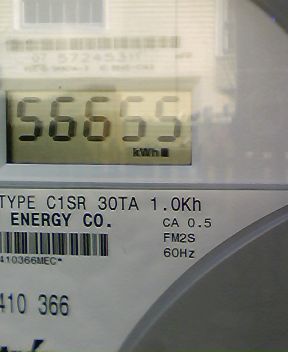 56655
kWh
TYPE C1SR 30TA 1.0Kh
ENERGY CO.
CA 0.5
FM2S
60Hz
410366MEC*
410 366